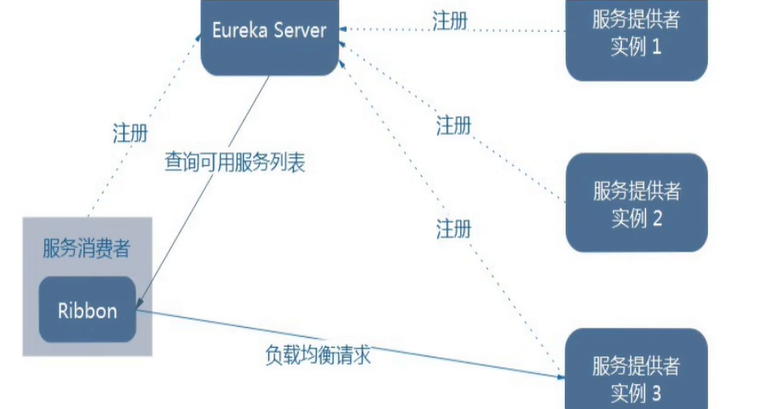 Eureka Server
注册
服务提供者
实例 1
注册
注册
查询可用服务列表
服务提供者
实例 2
注册
服务消费者
Ribbon
负载均衡请求
服务提供者
实例 3